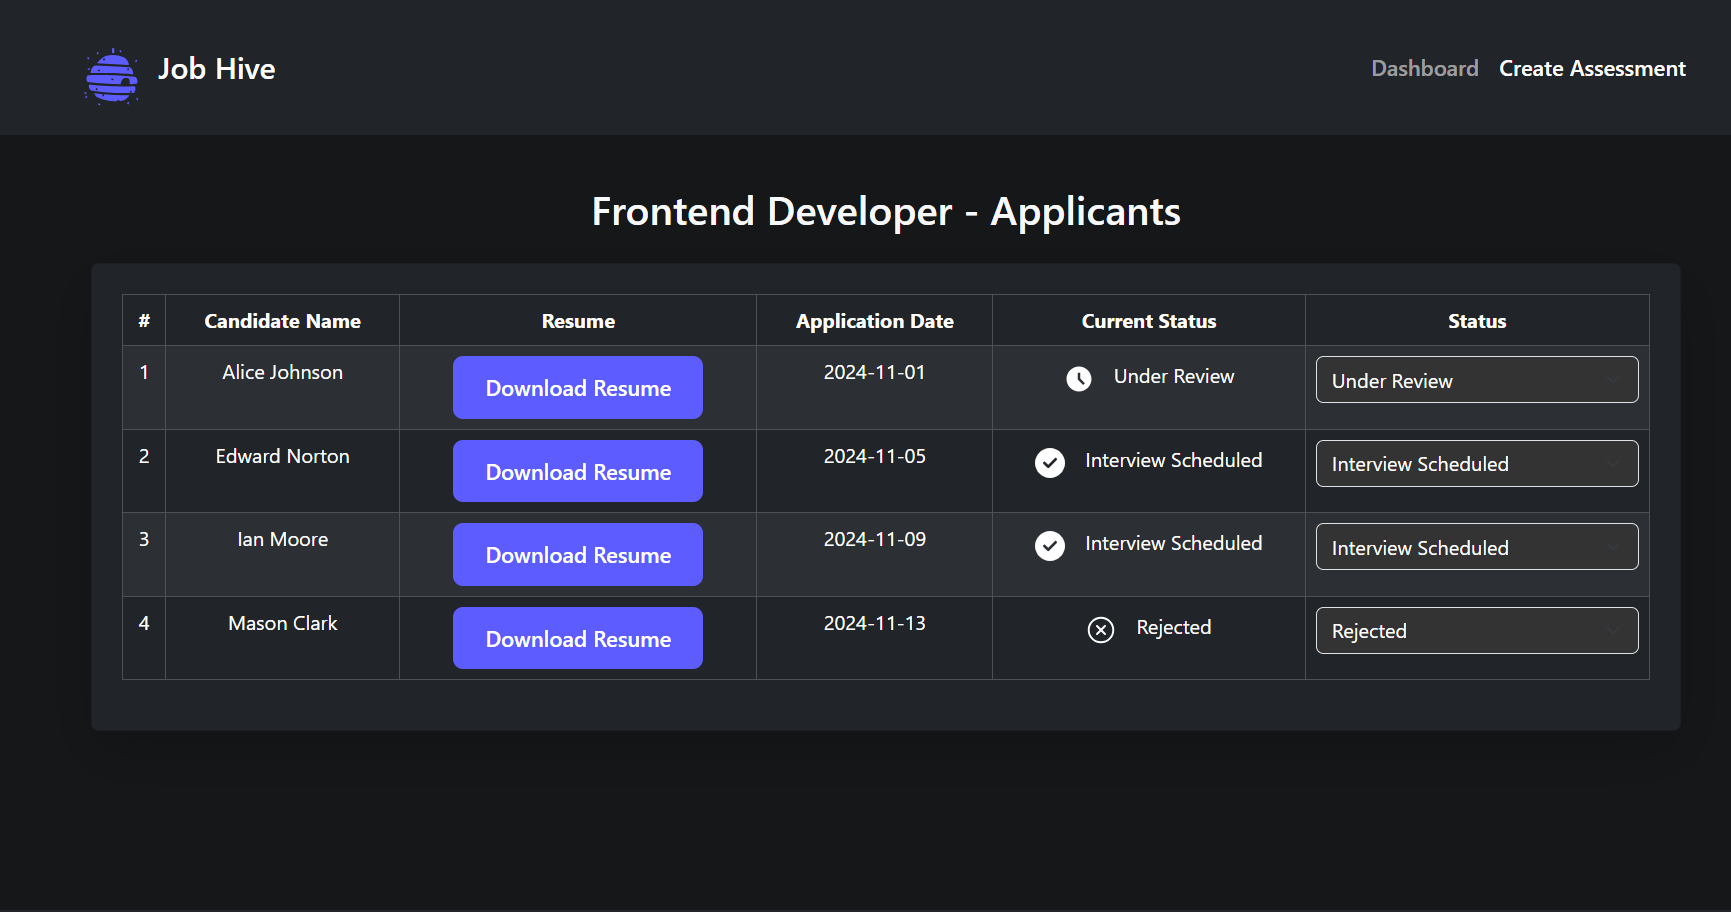 Job Hive
Dashboard Create Assessment
Frontend Developer - Applicants
# Candidate Name Resume Application Date Current Status Status
1 Alice Johnson Download Resume 2024-11-01 Under Review Under Review
2 Edward Norton Download Resume 2024-11-05 Interview Scheduled Interview Scheduled
3 Ian Moore Download Resume 2024-11-09 Interview Scheduled Interview Scheduled
4 Mason Clark Download Resume 2024-11-13 Rejected Rejected